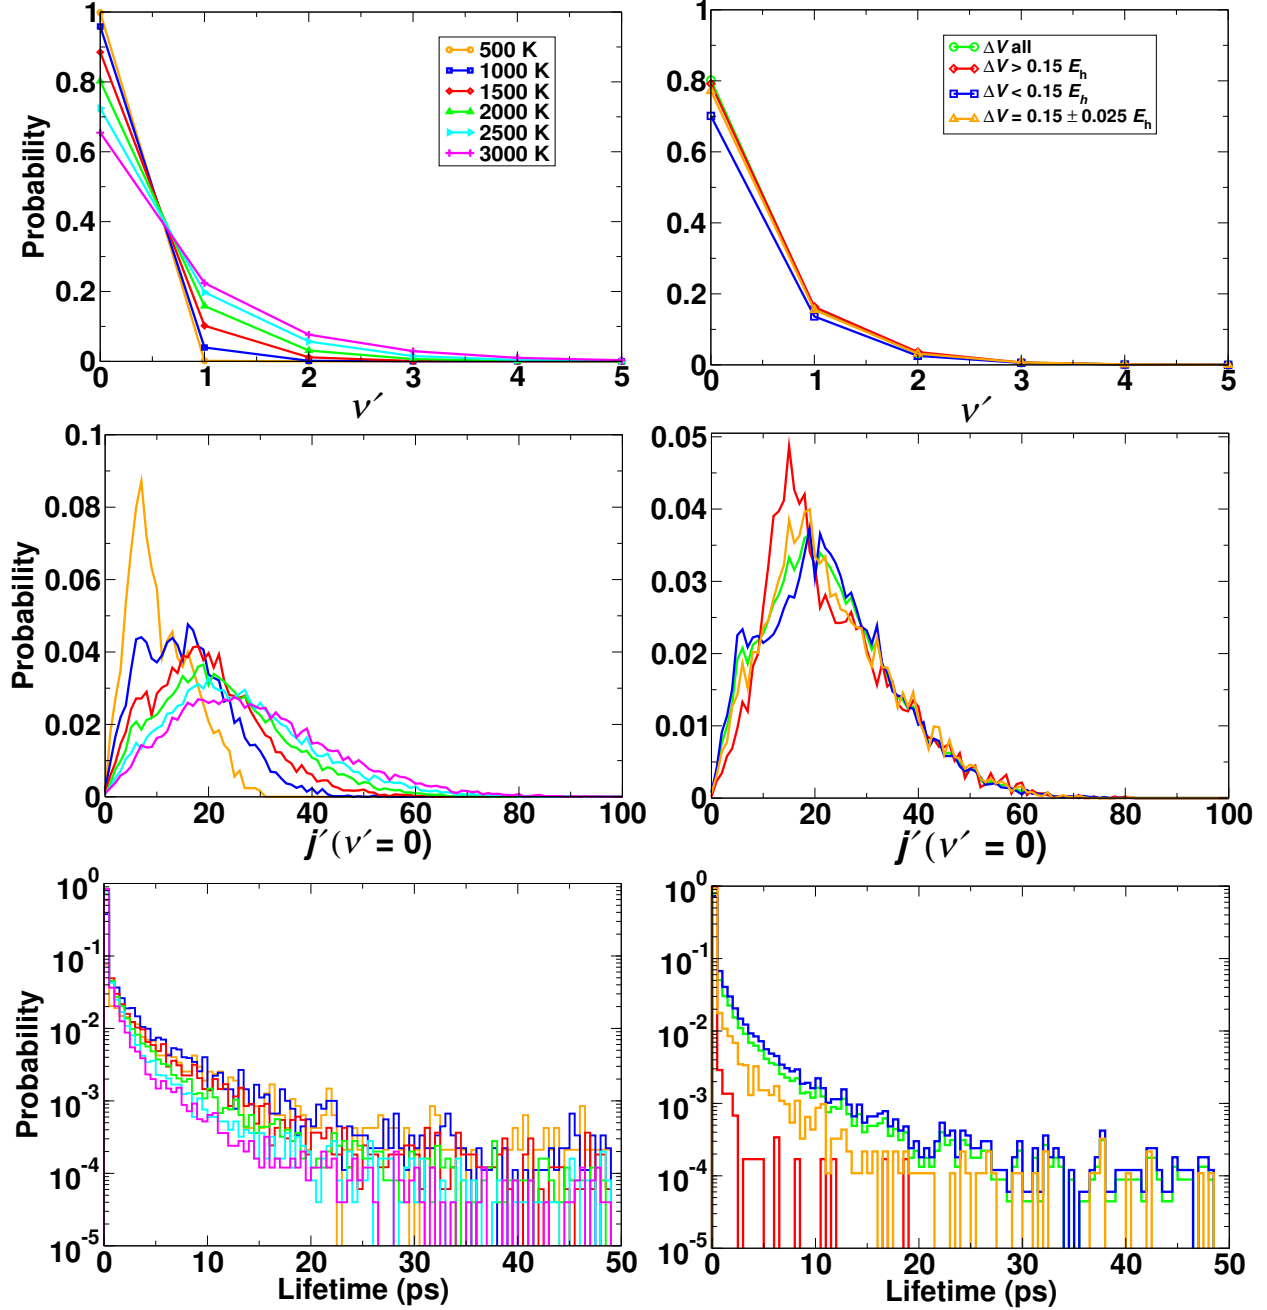 1
0.8
0.6
0.4
0.2
0
Probability
500 K
1000 K
1500 K
2000 K
2500 K
3000 K
0 1 2 3 4 5
ν′
1
0.8
0.6
0.4
0.2
0
ΔV all
ΔV > 0.15 Eh
ΔV < 0.15 Eh
ΔV = 0.15 ± 0.025 Eh
0 1 2 3 4 5
ν′
0.1
0.08
0.06
0.04
0.02
0
Probability
0 20 40 60 80 100
j′(ν′= 0)
0.05
0.04
0.03
0.02
0.01
0
0 20 40 60 80 100
j′(ν′ = 0)
10^0
10^-1
10^-2
10^-3
10^-4
10^-5
Probability
0 10 20 30 40 50
Lifetime (ps)
10^0
10^-1
10^-2
10^-3
10^-4
10^-5
0 10 20 30 40 50
Lifetime (ps)